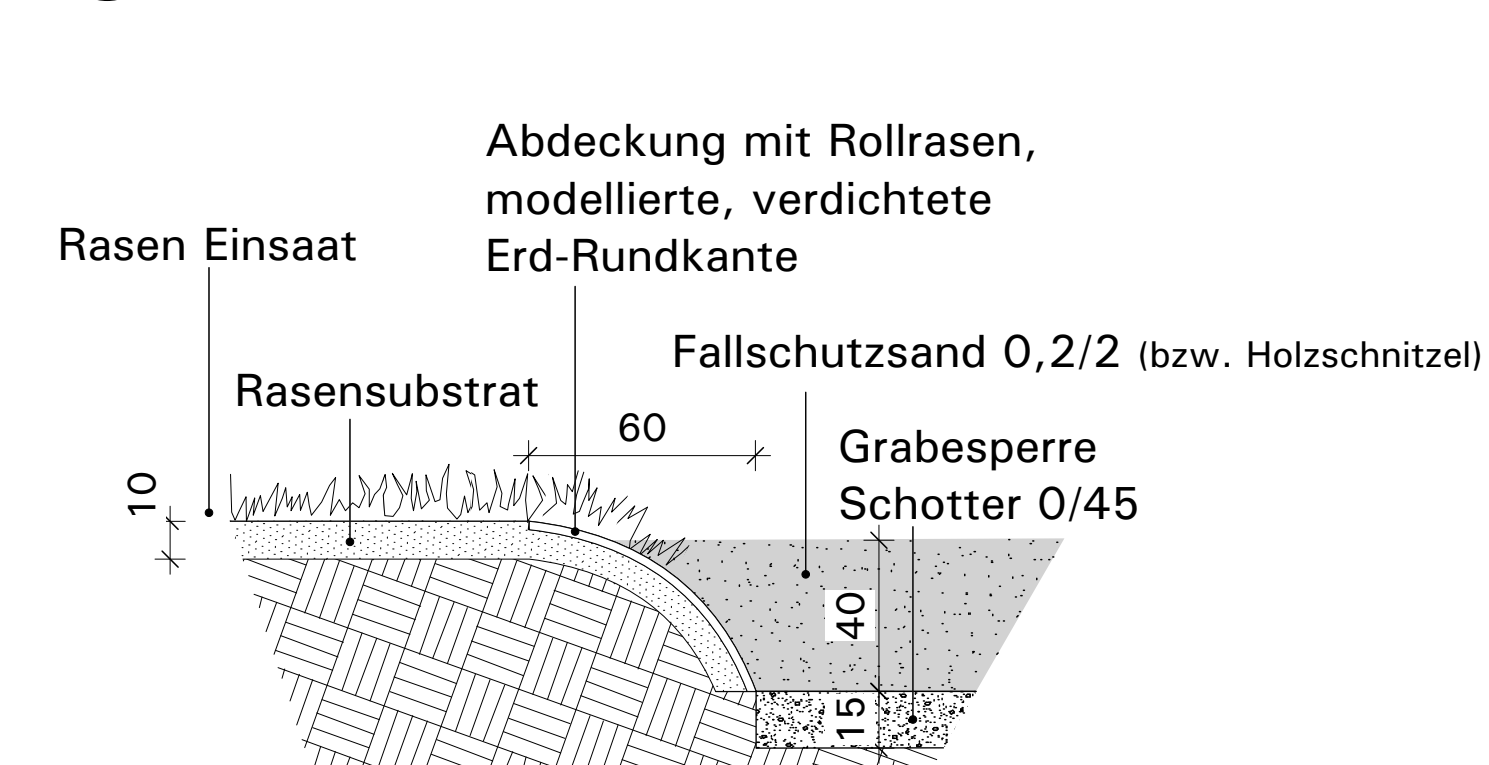 Abdeckung mit Rollrasen,
modellierte, verdichtete
Erd-Rundkante
Rasen Einsaat
Fallschutzsand 0,2/2 (bzw. Holzschnitzel)
Rasensubstrat
60
Grabesperre
Schotter 0/45
10
40
15